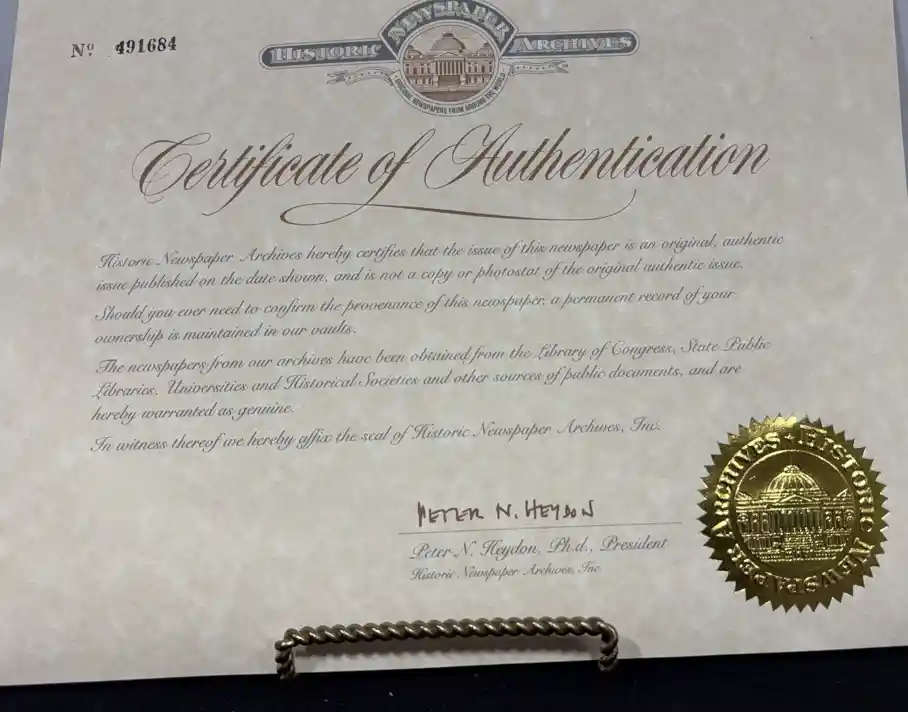 Nº 491684
NEWSPAPER
HISTORIC ARCHIVES
ORIGINAL NEWSPAPERS FROM AROUND THE WORLD
Certificate of Authentication
Historic Newspaper Archives hereby certifies that the issue of this newspaper is an original, authentic
issue published on the date shown, and is not a copy or photostat of the original authentic issue.
Should you ever need to confirm the provenance of this newspaper, a permanent record of your
ownership is maintained in our vaults.
The newspapers from our archives have been obtained from the Library of Congress, State Public
Libraries, Universities and Historical Societies and other sources of public documents, and are
hereby warranted as genuine.
In witness thereof we hereby affix the seal of Historic Newspaper Archives, Inc.
PETER N. HEYDON
Peter N. Heydon, Ph.d., President
Historic Newspaper Archives, Inc.
HISTORIC NEWSPAPER ARCHIVES